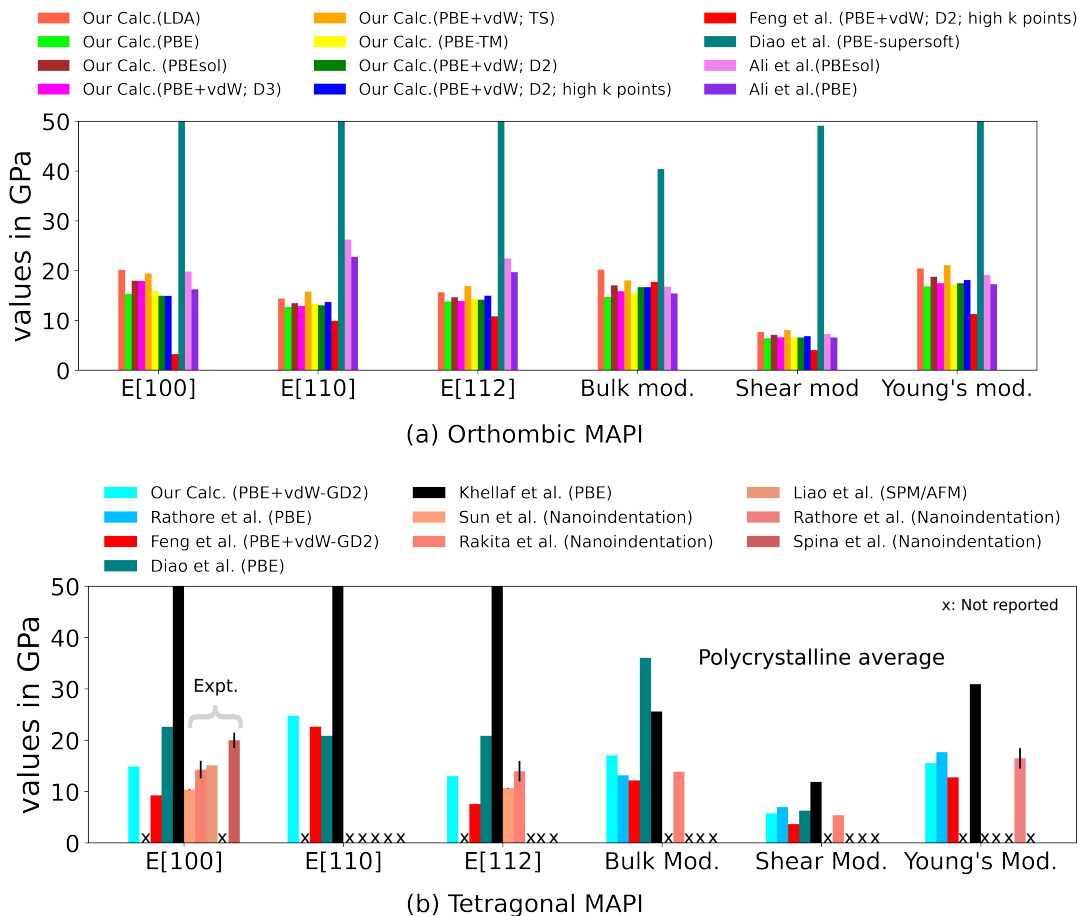 Our Calc.(LDA)
Our Calc.(PBE)
Our Calc. (PBEsol)
Our Calc.(PBE+vdW; D3)
Our Calc.(PBE+vdW; TS)
Our Calc. (PBE-TM)
Our Calc.(PBE+vdW; D2)
Our Calc.(PBE+vdW; D2; high k points)
Feng et al. (PBE+vdW; D2; high k points)
Diao et al. (PBE-supersoft)
Ali et al.(PBEsol)
Ali et al.(PBE)
values in GPa
50
40
30
20
10
0
E[100] E[110] E[112] Bulk mod. Shear mod Young's mod.
(a) Orthombic MAPI
Our Calc. (PBE+vdW-GD2)
Rathore et al. (PBE)
Feng et al. (PBE+vdW-GD2)
Diao et al. (PBE)
Khellaf et al. (PBE)
Sun et al. (Nanoindentation)
Rakita et al. (Nanoindentation)
Liao et al. (SPM/AFM)
Rathore et al. (Nanoindentation)
Spina et al. (Nanoindentation)
values in GPa
50
40
30
20
10
0
x: Not reported
Polycrystalline average
Expt.
x x x x x x x x x x x x x x x x x x x x x x x
E[100] E[110] E[112] Bulk Mod. Shear Mod. Young's Mod.
(b) Tetragonal MAPI